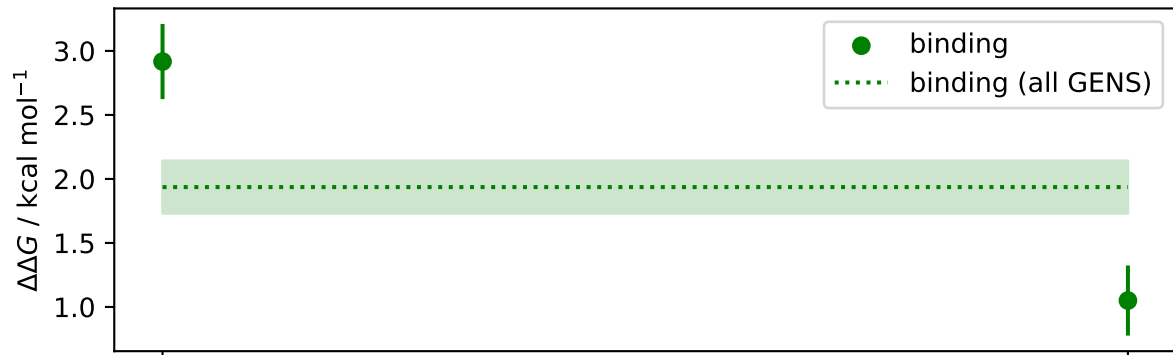 3.0
2.5
2.0
1.5
1.0
ΔΔG / kcal mol⁻¹
binding
binding (all GENS)